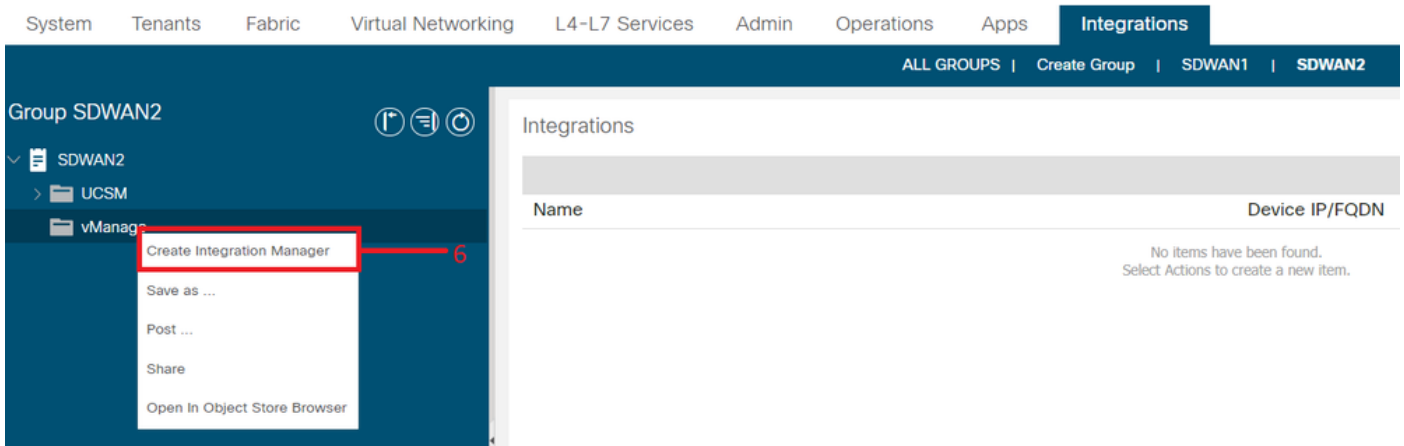 System Tenants Fabric Virtual Networking L4-L7 Services Admin Operations Apps Integrations
ALL GROUPS | Create Group | SDWAN1 | SDWAN2
Group SDWAN2
SDWAN2
UCSM
vManage
Create Integration Manager
6
Save as ...
Post ...
Share
Open In Object Store Browser
Integrations
Name Device IP/FQDN
No items have been found.
Select Actions to create a new item.